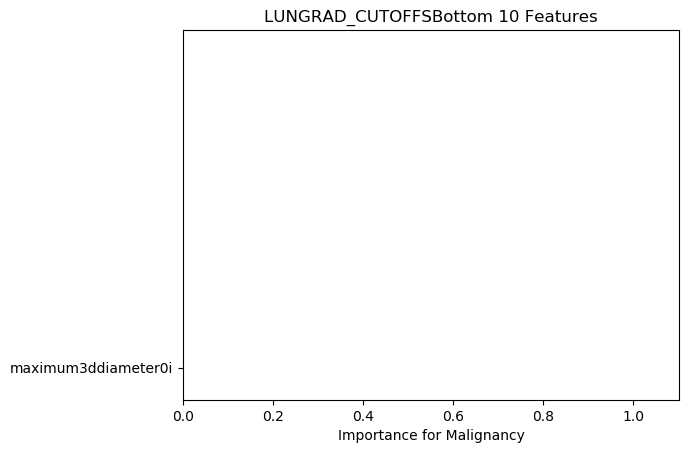 LUNGRAD_CUTOFFSBottom 10 Features
maximum3ddiameter0i
0.0 0.2 0.4 0.6 0.8 1.0
Importance for Malignancy